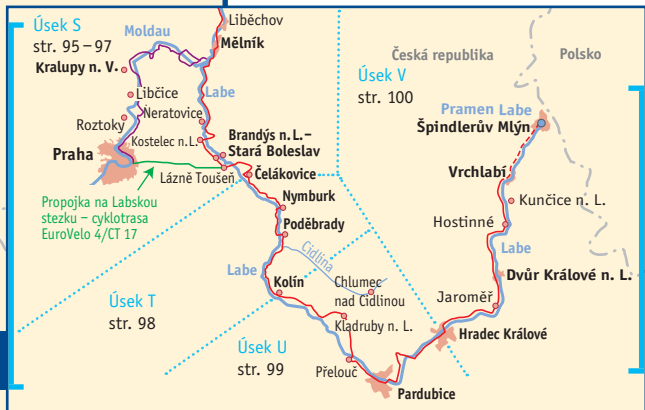 Úsek S
str. 95–97
Moldau
Liběchov
Mělník
Kralupy n. V.
Labe
Libčice
Neratovice
Roztoky
Kostelec n.L.
Brandýs n.L.–
Stará Boleslav
Praha
Lázně Toušeň
Čelákovice
Propojka na Labskou
stezku – cyklotrasa
EuroVelo 4/CT 17
Nymburk
Poděbrady
Cidlina
Labe
Kolín
Chlumec
nad Cidlinou
Kladruby n. L.
Úsek T
str. 98
Úsek U
str. 99
Přelouč
Pardubice
Česká republika
Polsko
Úsek V
str. 100
Pramen Labe
Špindlerův Mlýn
Vrchlabí
Kunčice n. L.
Hostinné
Labe
Dvůr Králové n. L.
Jaroměř
Hradec Králové